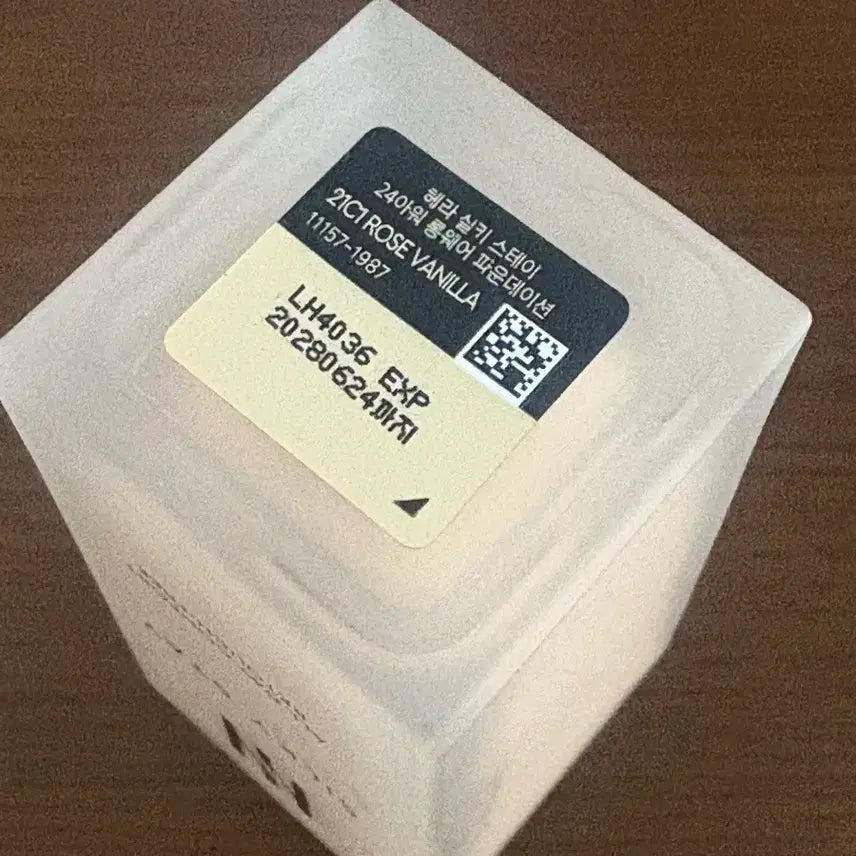 헤라 실키 스테이
24아워 롱웨어 파운데이션
21C1 ROSE VANILLA
11157-1987
LH4036 EXP
20280624까지